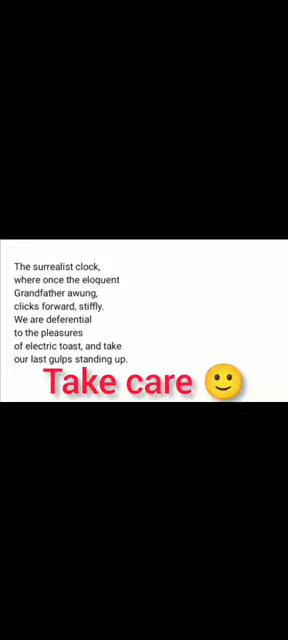 The surrealist clock,
where once the eloquent
Grandfather awung,
clicks forward, stiffly.
We are deferential
to the pleasures
of electric toast, and take
our last gulps standing up.
Take care 🙂